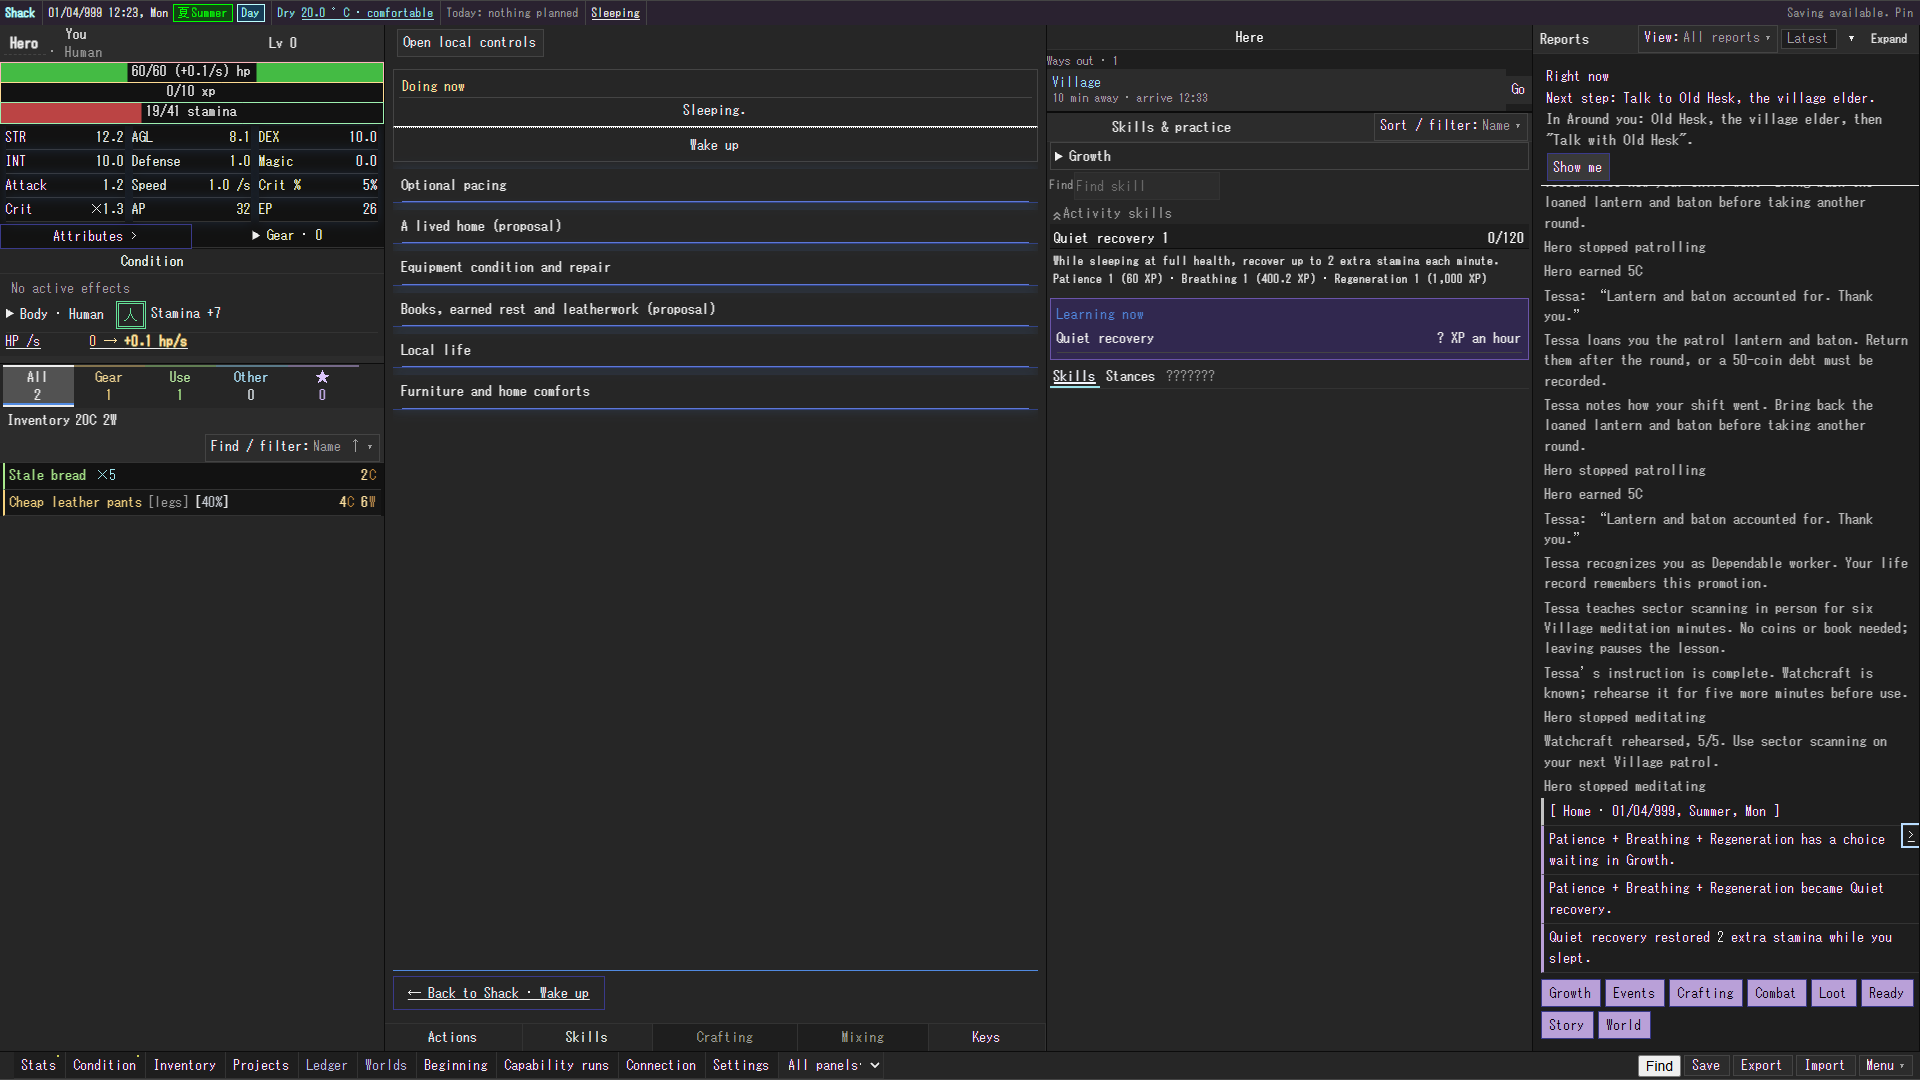 Shack 01/04/999 12:23, Mon 夏Summer Day Dry 20.0 °C · comfortable Today: nothing planned Sleeping Saving available. Pin
Hero · You Human Lv 0
60/60 (+0.1/s) hp
0/10 xp
19/41 stamina
STR 12.2 AGL 8.1 DEX 10.0
INT 10.0 Defense 1.0 Magic 0.0
Attack 1.2 Speed 1.0 /s Crit % 5%
Crit ×1.3 AP 32 EP 26
Attributes > ▶ Gear · 0
Condition
No active effects
▶ Body · Human 人 Stamina +7
HP /s 0 → +0.1 hp/s
All Gear Use Other ★
2 1 1 0 0
Inventory 20C 2W
Find / filter: Name ↑ ▾
Stale bread ×5 2C
Cheap leather pants [legs] [40%] 4C 6W
Open local controls
Doing now
Sleeping.
Wake up
Optional pacing
A lived home (proposal)
Equipment condition and repair
Books, earned rest and leatherwork (proposal)
Local life
Furniture and home comforts
← Back to Shack · Wake up
Actions Skills Crafting Mixing Keys
Here
Ways out · 1
Village
10 min away · arrive 12:33
Go
Skills & practice Sort / filter: Name ▾
▶ Growth
Find Find skill
Activity skills
Quiet recovery 1 0/120
While sleeping at full health, recover up to 2 extra stamina each minute.
Patience 1 (60 XP) · Breathing 1 (400.2 XP) · Regeneration 1 (1,000 XP)
Learning now
Quiet recovery ? XP an hour
Skills Stances ???????
Reports View: All reports ▾ Latest ▾ Expand
Right now
Next step: Talk to Old Hesk, the village elder.
In Around you: Old Hesk, the village elder, then
"Talk with Old Hesk".
Show me
loaned lantern and baton before taking another
round.
Hero stopped patrolling
Hero earned 5C
Tessa: “Lantern and baton accounted for. Thank
you.”
Tessa loans you the patrol lantern and baton. Return
them after the round, or a 50-coin debt must be
recorded.
Tessa notes how your shift went. Bring back the
loaned lantern and baton before taking another
round.
Hero stopped patrolling
Hero earned 5C
Tessa: “Lantern and baton accounted for. Thank
you.”
Tessa recognizes you as Dependable worker. Your life
record remembers this promotion.
Tessa teaches sector scanning in person for six
Village meditation minutes. No coins or book needed;
leaving pauses the lesson.
Tessa’s instruction is complete. Watchcraft is
known; rehearse it for five more minutes before use.
Hero stopped meditating
Watchcraft rehearsed, 5/5. Use sector scanning on
your next Village patrol.
Hero stopped meditating
[ Home · 01/04/999, Summer, Mon ]
Patience + Breathing + Regeneration has a choice
waiting in Growth.
Patience + Breathing + Regeneration became Quiet
recovery.
Quiet recovery restored 2 extra stamina while you
slept.
Growth Events Crafting Combat Loot Ready
Story World
Stats Condition Inventory Projects Ledger Worlds Beginning Capability runs Connection Settings All panels Find Save Export Import Menu ▾